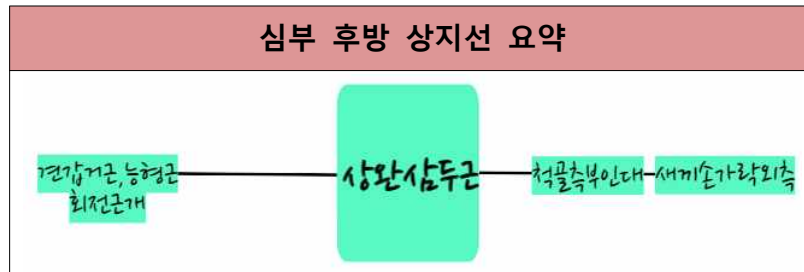 심부 후방 상지선 요약
견갑거근,능형근
회전근개
상완삼두근
척골측부인대
새끼손가락외측